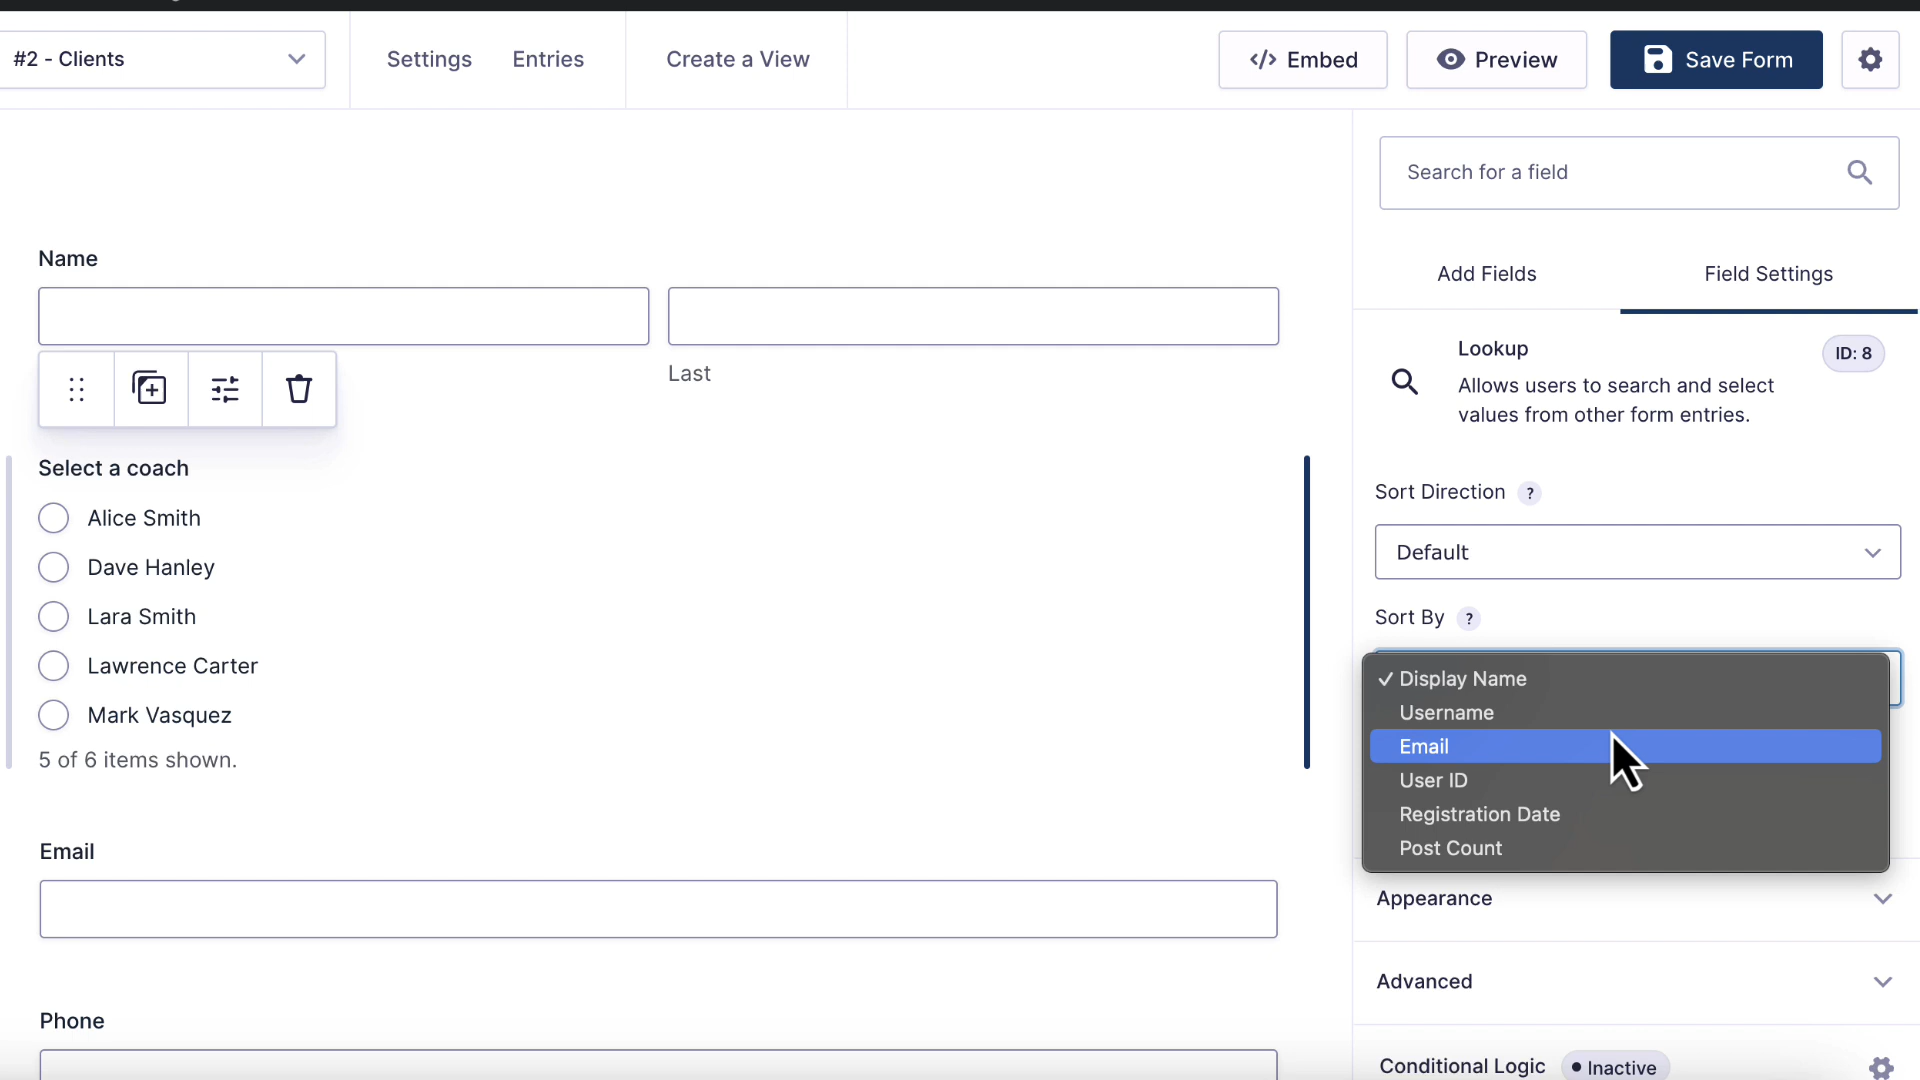 #2 - Clients
Settings
Entries
Create a View
</> Embed
Preview
Save Form
Search for a field
Add Fields
Field Settings
Lookup
ID: 8
Allows users to search and select
values from other form entries.
Sort Direction ?
Default
Sort By ?
✓ Display Name
Username
Email
User ID
Registration Date
Post Count
Appearance
Advanced
Conditional Logic
• Inactive
Name
Last
Select a coach
Alice Smith
Dave Hanley
Lara Smith
Lawrence Carter
Mark Vasquez
5 of 6 items shown.
Email
Phone